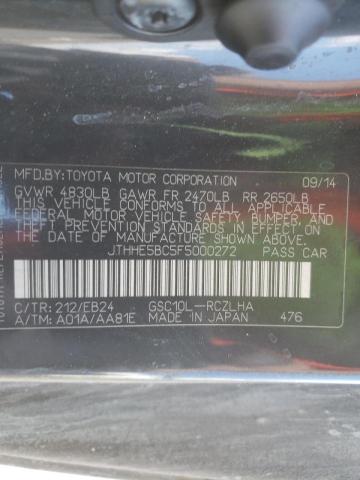 MFD.BY:TOYOTA MOTOR CORPORATION 09/14
GVWR 4830LB GAWR FR 2470LB RR 2650LB
THIS VEHICLE CONFORMS TO ALL APPLICABLE
FEDERAL MOTOR VEHICLE SAFETY, BUMPER, AND
THEFT PREVENTION STANDARDS IN EFFECT ON
THE DATE OF MANUFACTURE SHOWN ABOVE.
JTHHE5BC5F5000272 PASS CAR
C/TR: 212/EB24 GSC10L-RCZLHA
A/TM: A01A/AA81E MADE IN JAPAN 476